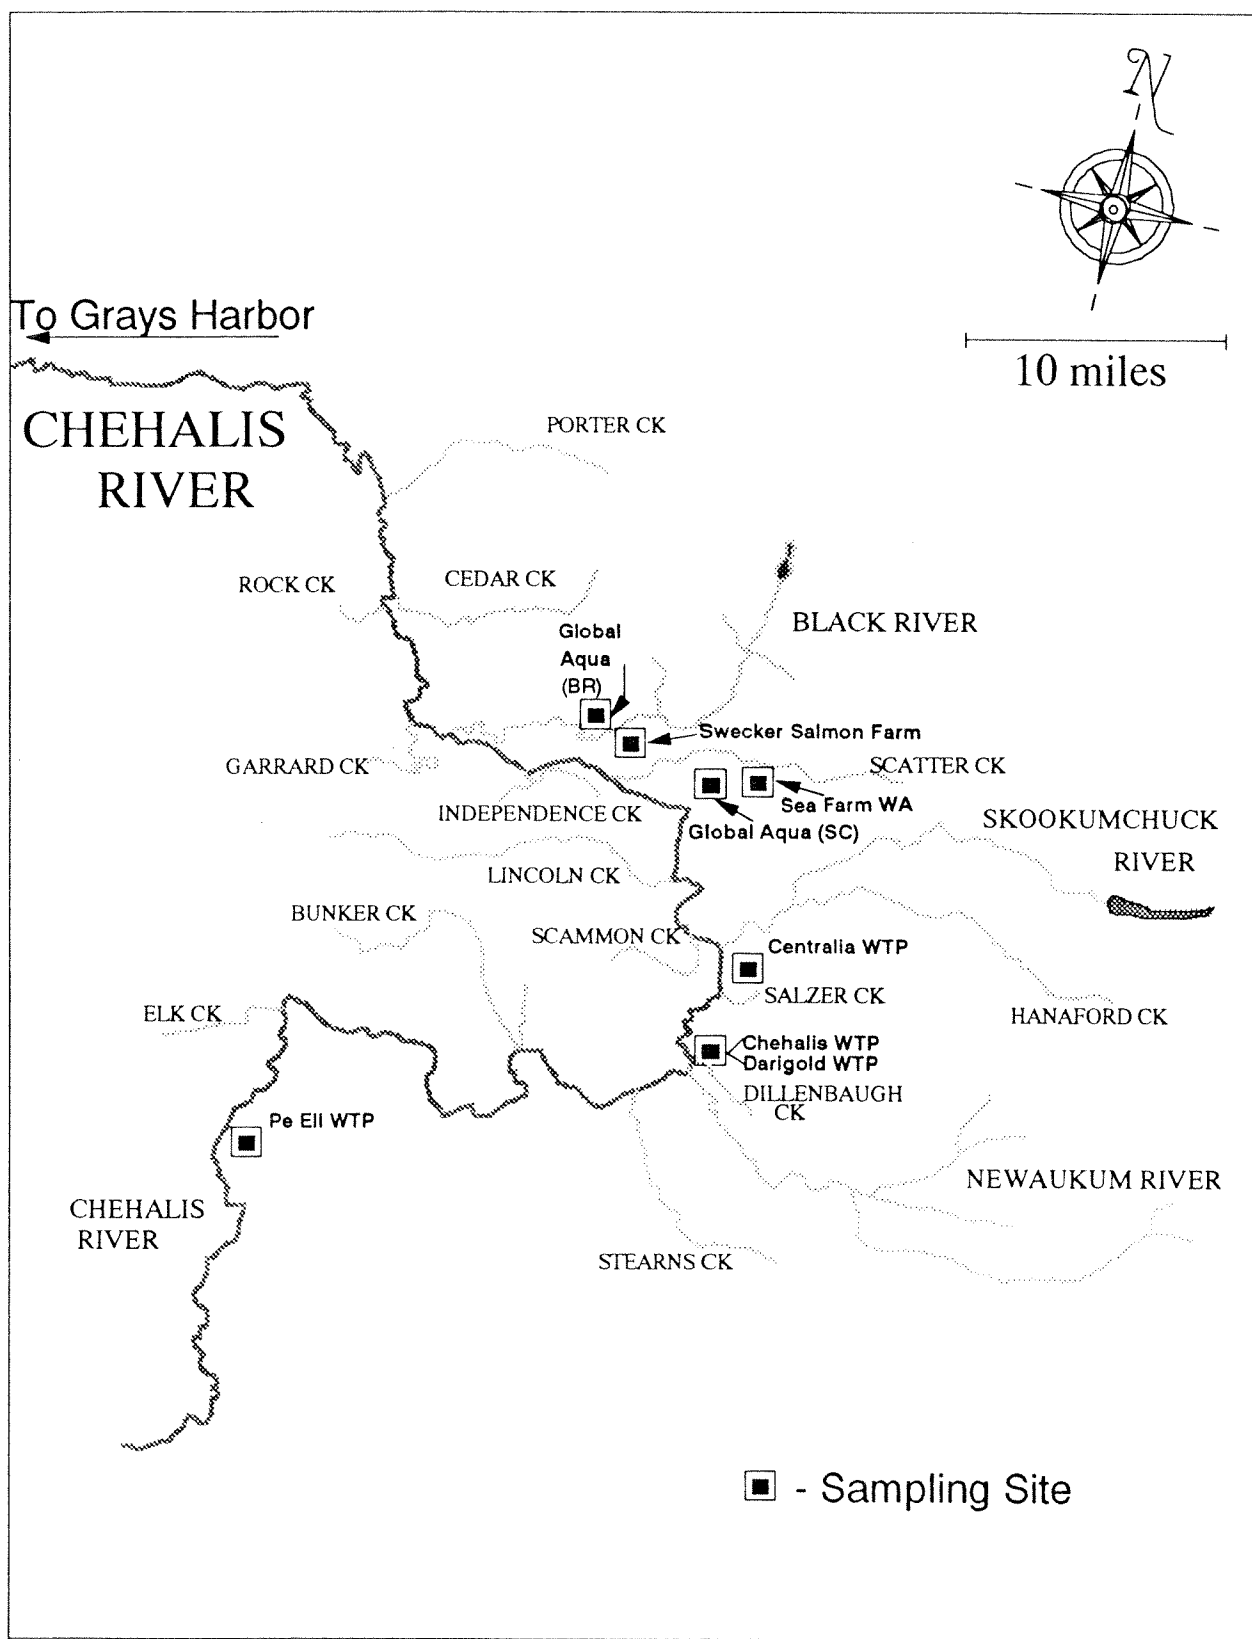 N
To Grays Harbor
10 miles
CHEHALIS
RIVER
PORTER CK
ROCK CK
CEDAR CK
Global
Aqua
(BR)
BLACK RIVER
Swecker Salmon Farm
GARRARD CK
SCATTER CK
INDEPENDENCE CK
Sea Farm WA
Global Aqua (SC)
SKOOKUMCHUCK
RIVER
LINCOLN CK
BUNKER CK
SCAMMON CK
Centralia WTP
SALZER CK
ELK CK
HANAFORD CK
Chehalis WTP
Darigold WTP
DILLENBAUGH
CK
Pe Ell WTP
NEWAUKUM RIVER
CHEHALIS
RIVER
STEARNS CK
- Sampling Site